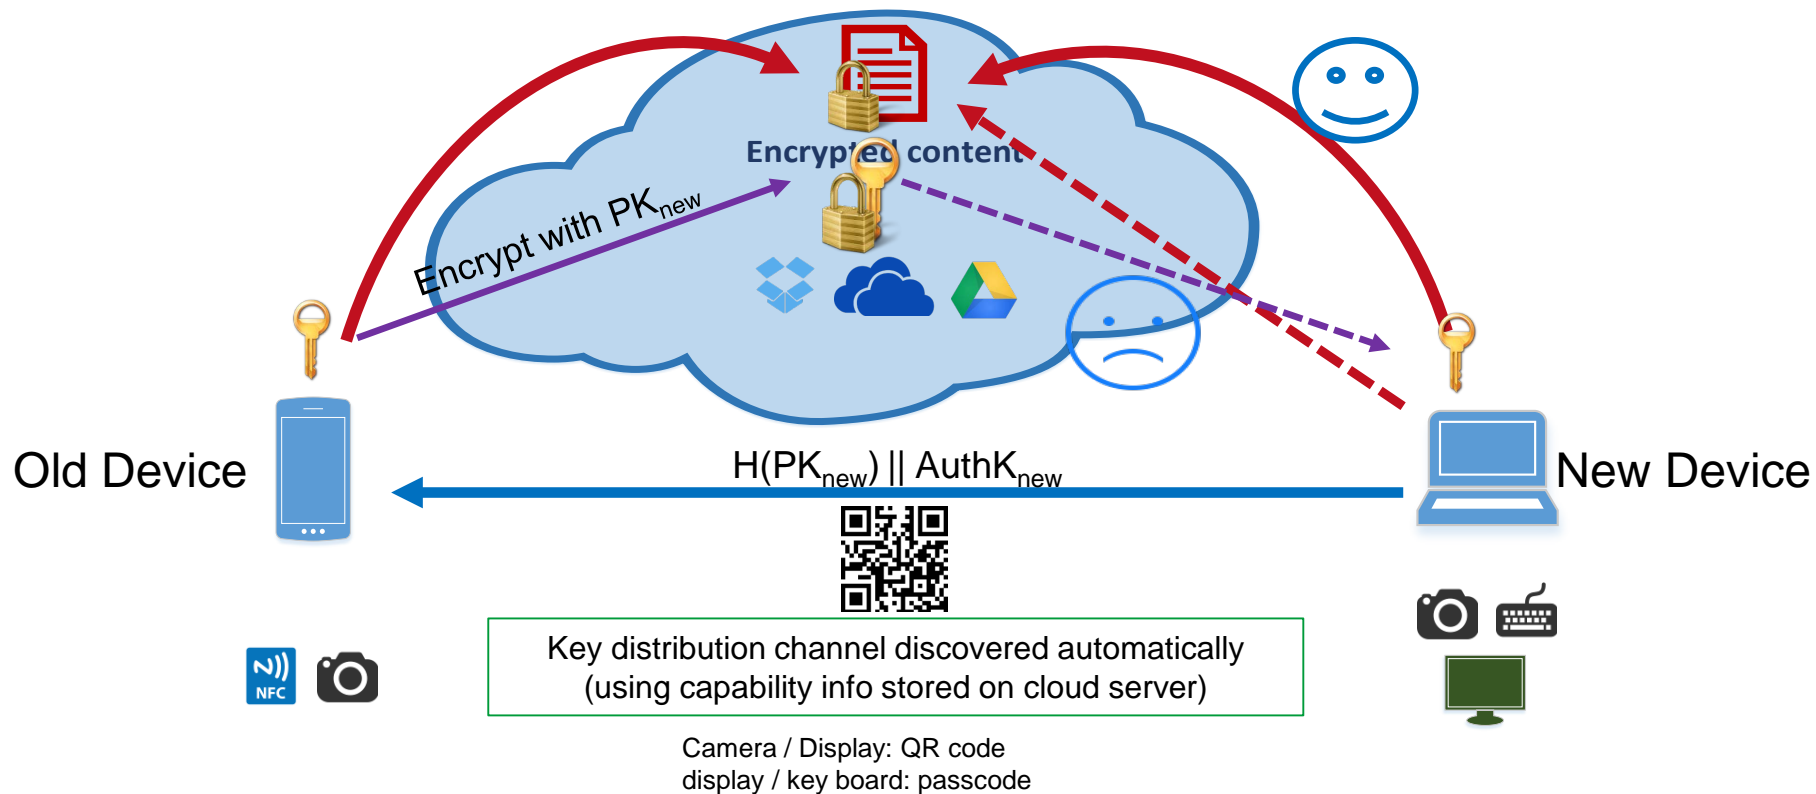 Encrypted content
Encrypt with PKnew
Old Device
H(PKnew) || AuthKnew
New Device
NFC
Key distribution channel discovered automatically
(using capability info stored on cloud server)
Camera / Display: QR code
display / key board: passcode